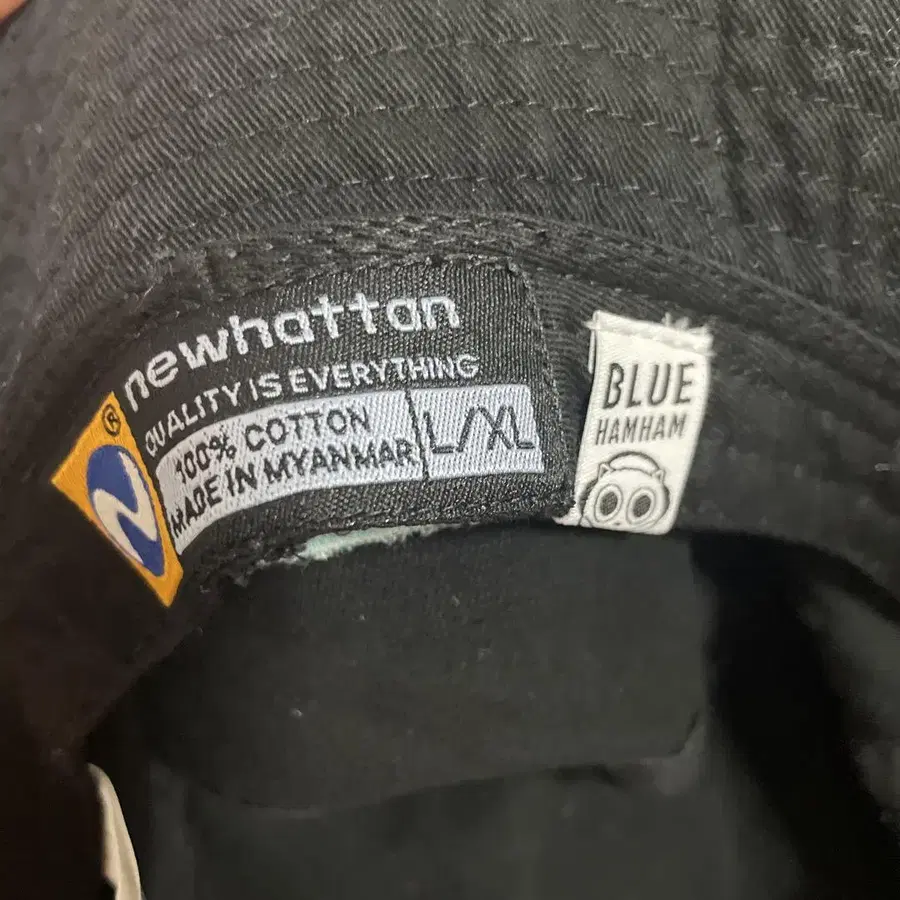 newhattan
QUALITY IS EVERYTHING
100% COTTON
MADE IN MYANMAR
L/XL
®
BLUE
HAMHAM